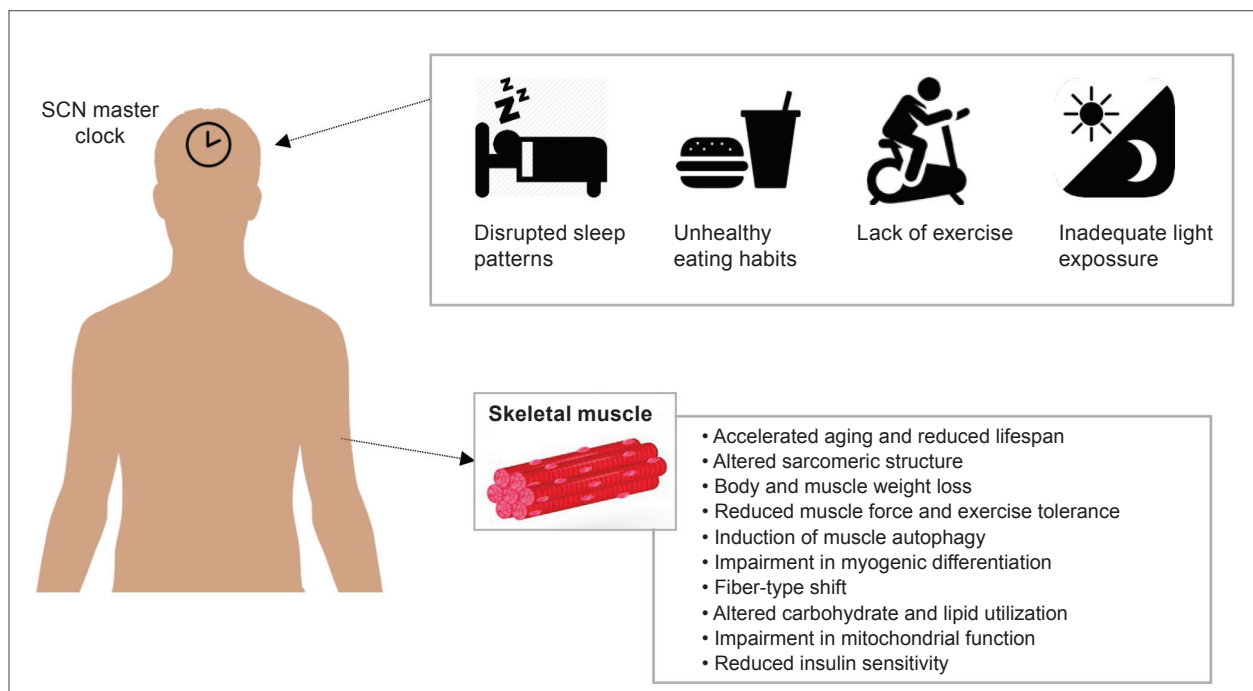 SCN master
clock
z
z
z
Disrupted sleep
patterns
Unhealthy
eating habits
Lack of exercise
Inadequate light
expossure
Skeletal muscle
• Accelerated aging and reduced lifespan
• Altered sarcomeric structure
• Body and muscle weight loss
• Reduced muscle force and exercise tolerance
• Induction of muscle autophagy
• Impairment in myogenic differentiation
• Fiber-type shift
• Altered carbohydrate and lipid utilization
• Impairment in mitochondrial function
• Reduced insulin sensitivity